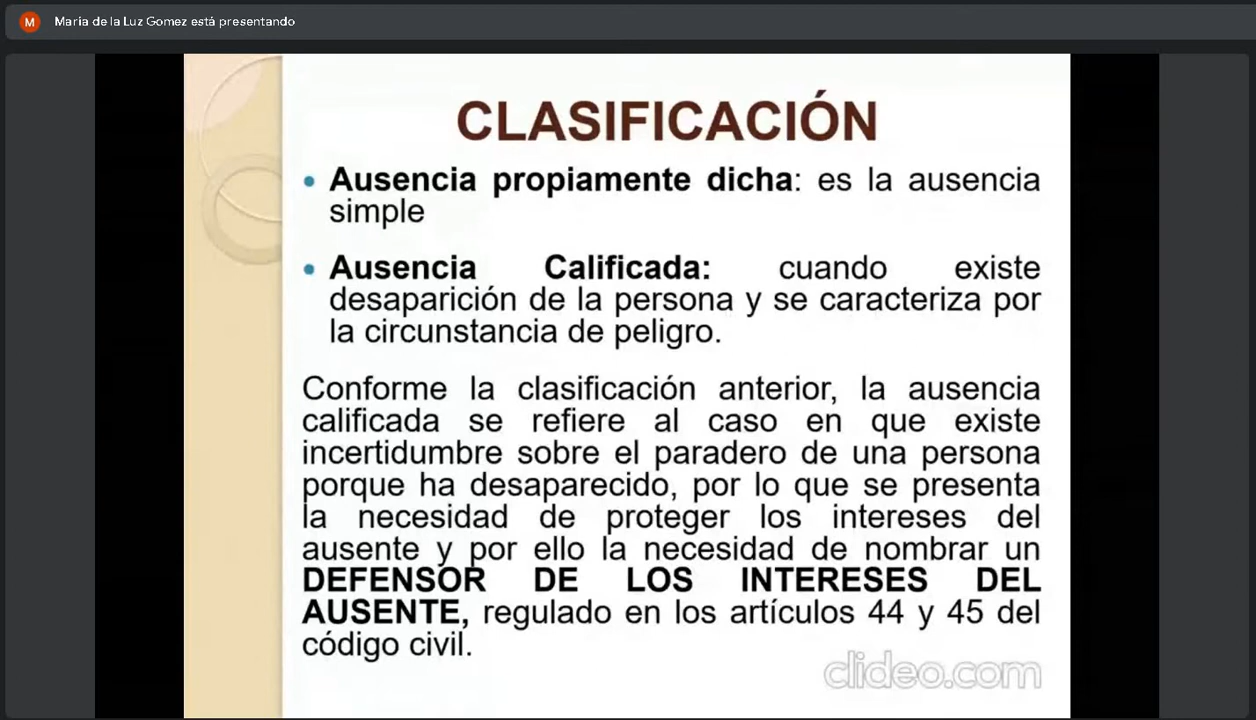 M
María de la Luz Gomez está presentando
CLASIFICACIÓN
• Ausencia propiamente dicha: es la ausencia
simple
• Ausencia Calificada: cuando existe
desaparición de la persona y se caracteriza por
la circunstancia de peligro.
Conforme la clasificación anterior, la ausencia
calificada se refiere al caso en que existe
incertidumbre sobre el paradero de una persona
porque ha desaparecido, por lo que se presenta
la necesidad de proteger los intereses del
ausente y por ello la necesidad de nombrar un
DEFENSOR DE LOS INTERESES DEL
AUSENTE, regulado en los artículos 44 y 45 del
código civil.
clideo.com